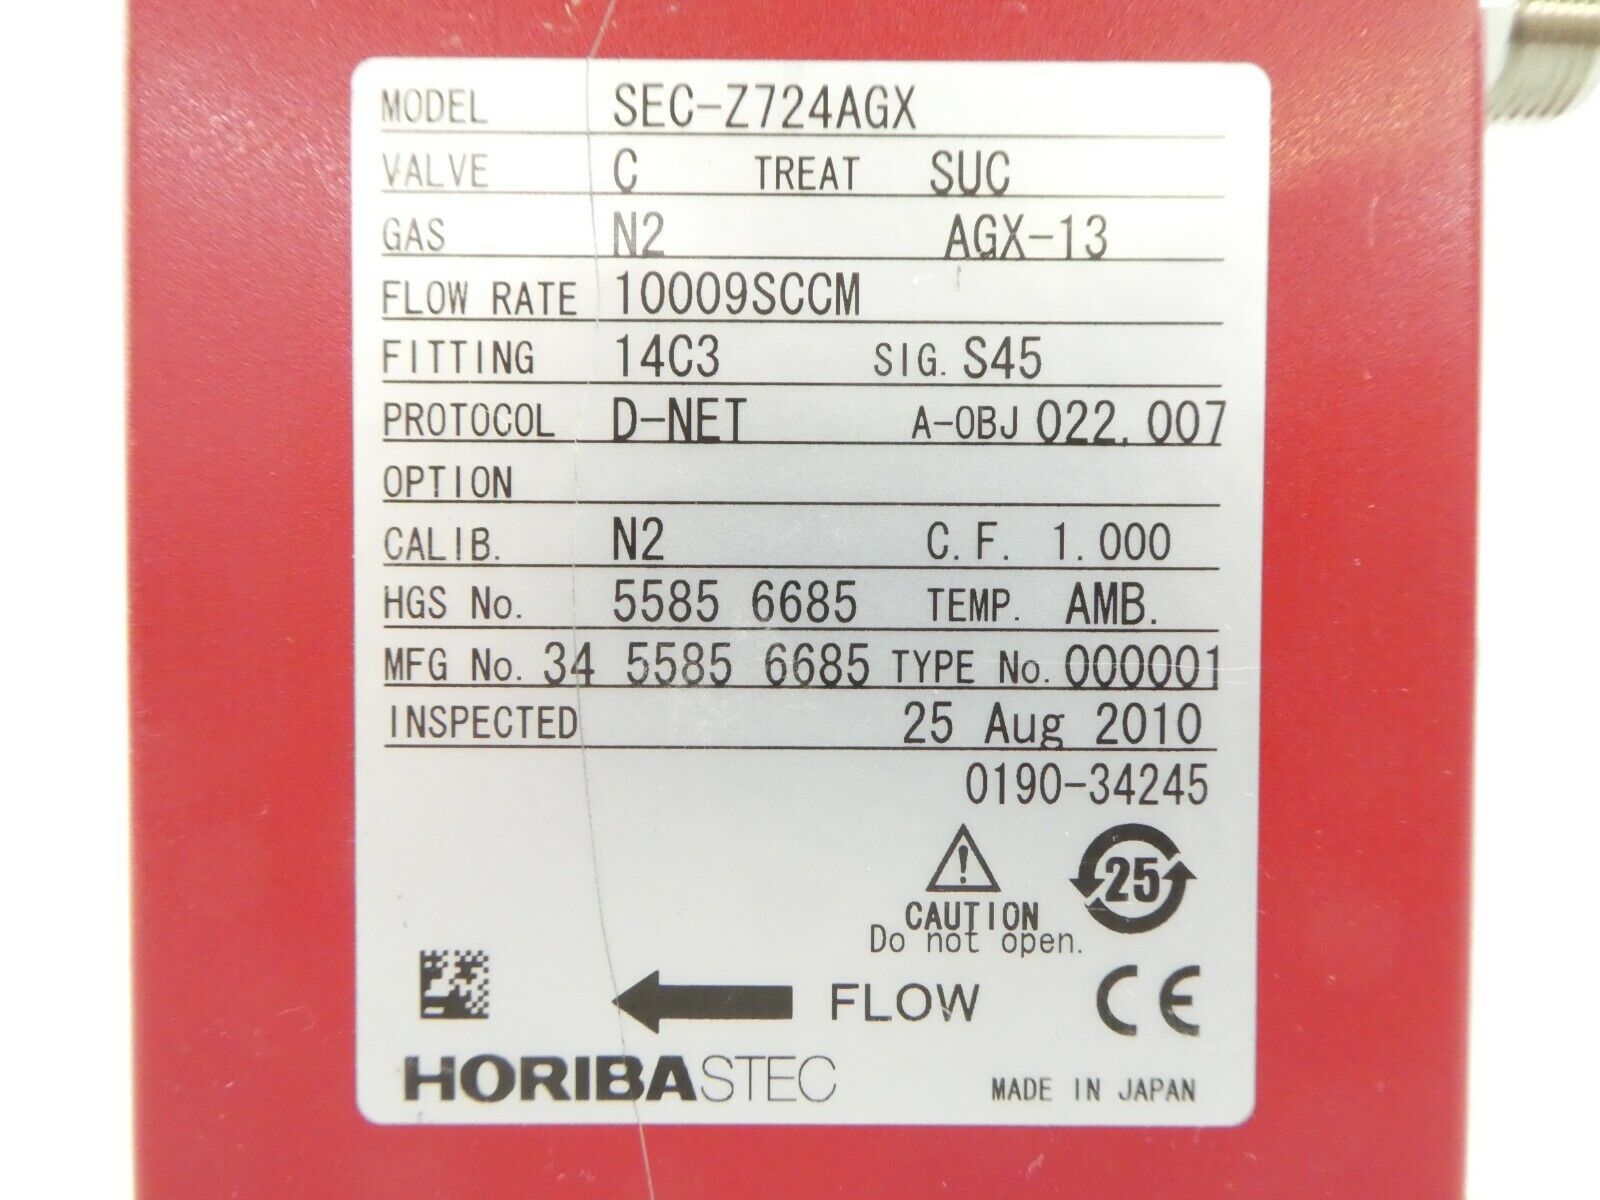 MODEL SEC-Z724AGX
VALVE C TREAT SUC
GAS N2 AGX-13
FLOW RATE 10009SCCM
FITTING 14C3 SIG. S45
PROTOCOL D-NET A-OBJ 022.007
OPTION
CALIB. N2 C.F. 1.000
HGS No. 5585 6685 TEMP. AMB.
MFG No. 34 5585 6685 TYPE No. 000001
INSPECTED 25 Aug 2010
0190-34245
25
CAUTION
Do not open.
FLOW CE
HORIBASTEC
MADE IN JAPAN